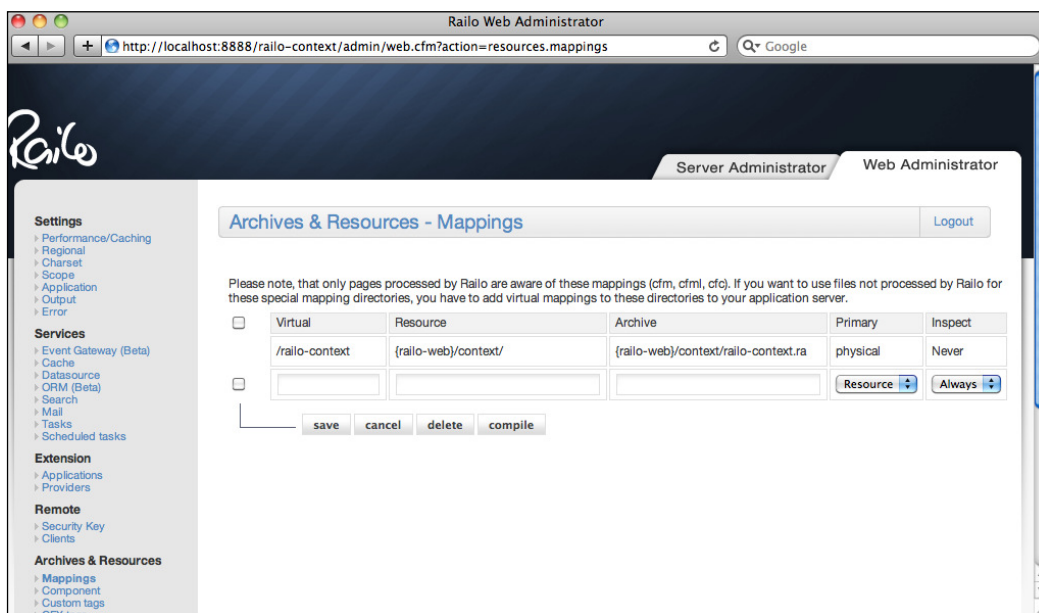 Railo Web Administrator
http://localhost:8888/railo-context/admin/web.cfm?action=resources.mappings
Google
Railo
Server Administrator
Web Administrator
Settings
Performance/Caching
Regional
Charset
Scope
Application
Output
Error
Services
Event Gateway (Beta)
Cache
Datasource
ORM (Beta)
Search
Mail
Tasks
Scheduled tasks
Extension
Applications
Providers
Remote
Security Key
Clients
Archives & Resources
Mappings
Component
Custom tags
Archives & Resources - Mappings
Logout
Please note, that only pages processed by Railo are aware of these mappings (cfm, cfml, cfc). If you want to use files not processed by Railo for
these special mapping directories, you have to add virtual mappings to these directories to your application server.
Virtual Resource Archive Primary Inspect
/railo-context {railo-web}/context/ {railo-web}/context/railo-context.ra physical Never
Resource Always
save cancel delete compile